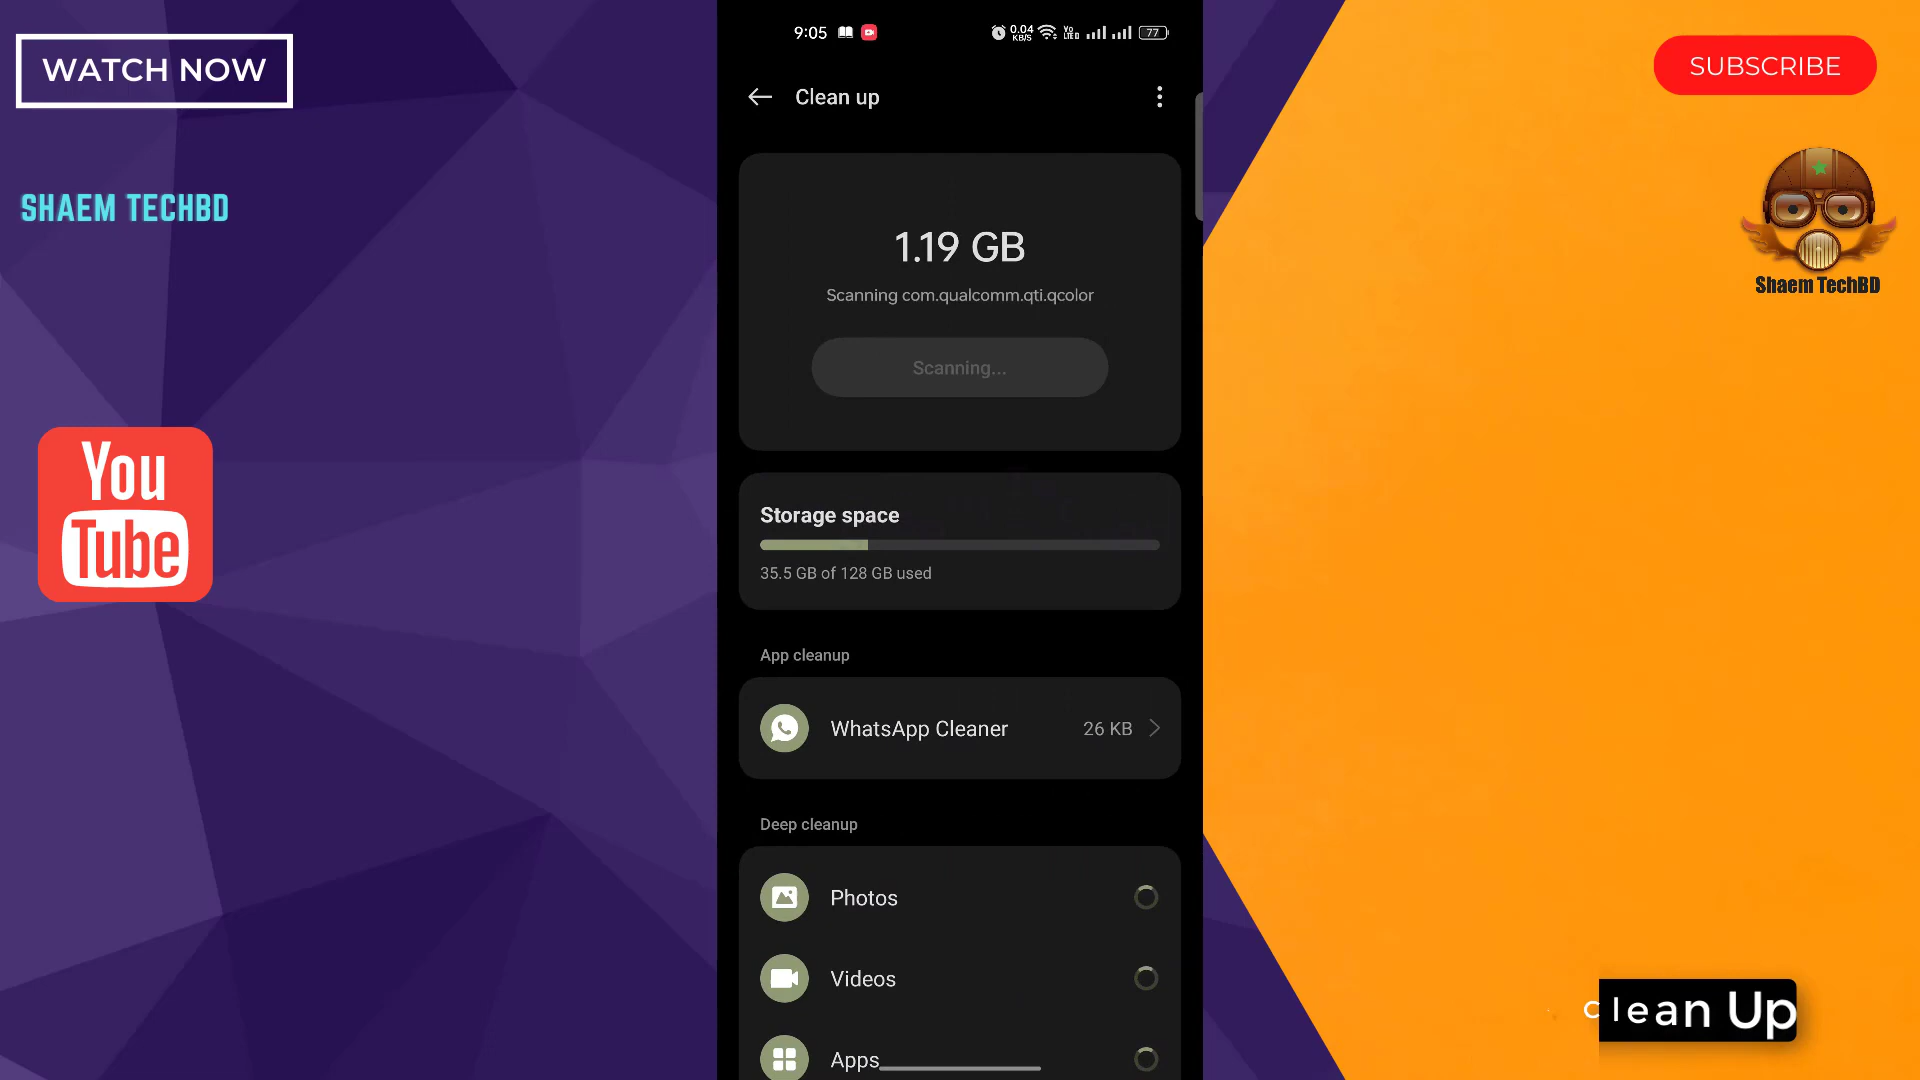 WATCH NOW
SHAEM TECHBD
You
Tube
9:05
0.04
KB/S
77
Clean up
1.19 GB
Scanning com.qualcomm.qti.qcolor
Scanning...
Storage space
35.5 GB of 128 GB used
App cleanup
WhatsApp Cleaner 26 KB
Deep cleanup
Photos
Videos
Apps
SUBSCRIBE
Shaem TechBD
clean Up